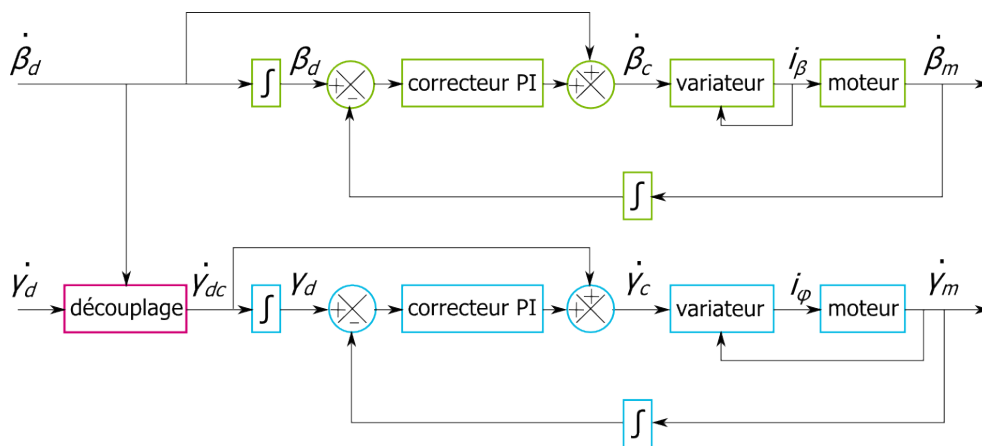 β̇d
∫
βd
+
−
correcteur PI
+
+
β̇c
variateur
iβ
moteur
β̇m
∫
γ̇d
découplage
γ̇dc
∫
γd
+
−
correcteur PI
+
+
γ̇c
variateur
iφ
moteur
γ̇m
∫